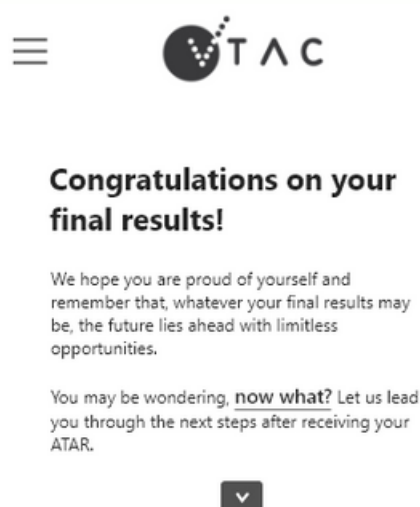 VTAC
Congratulations on your
final results!
We hope you are proud of yourself and
remember that, whatever your final results may
be, the future lies ahead with limitless
opportunities.
You may be wondering, now what? Let us lead
you through the next steps after receiving your
ATAR.